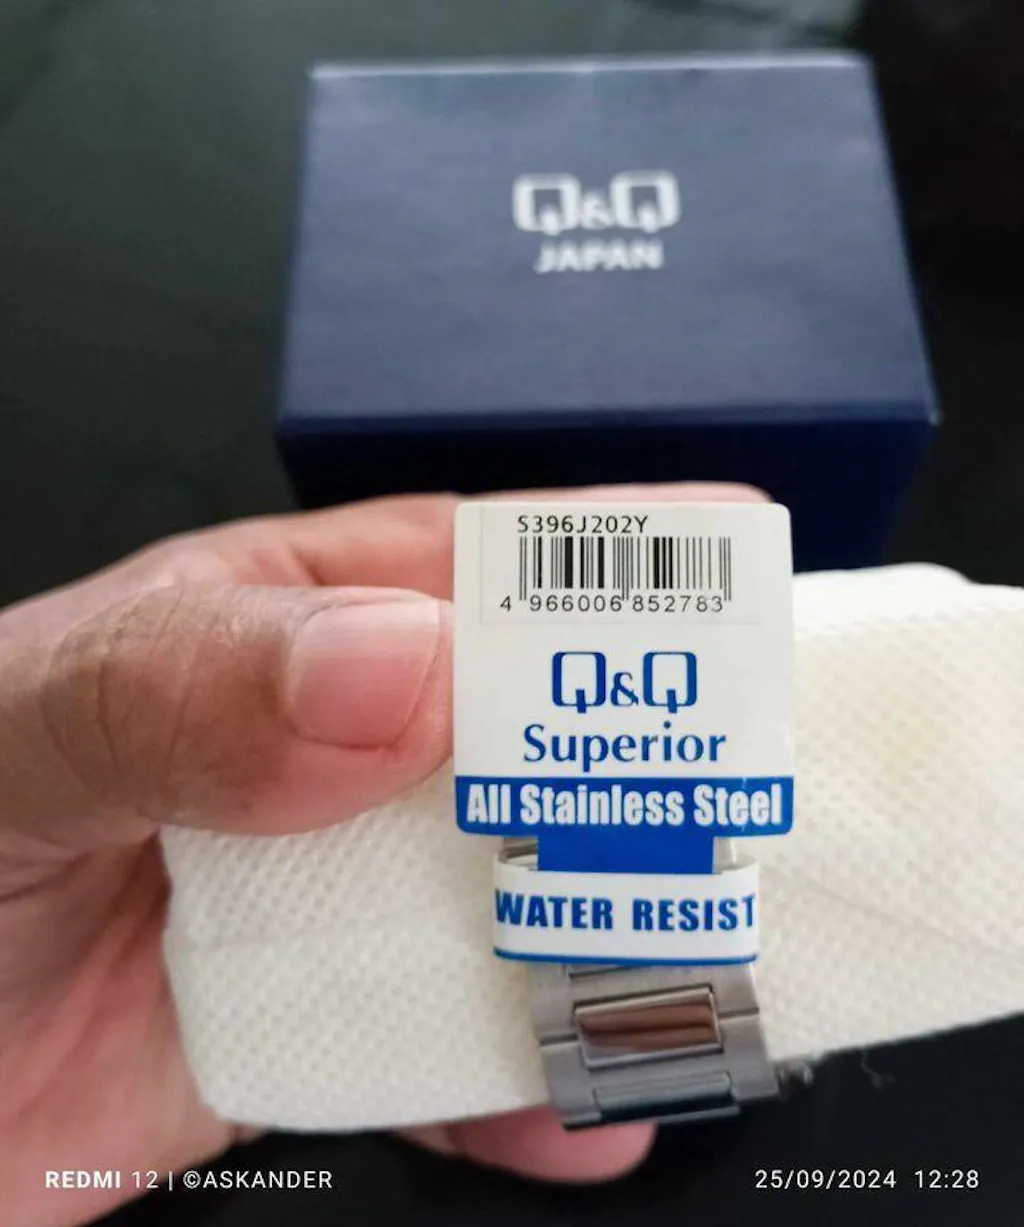 Q&Q
JAPAN
S396J202Y
4 966006 852783
Q&Q
Superior
All Stainless Steel
WATER RESIST
REDMI 12 | ©ASKANDER
25/09/2024 12:28